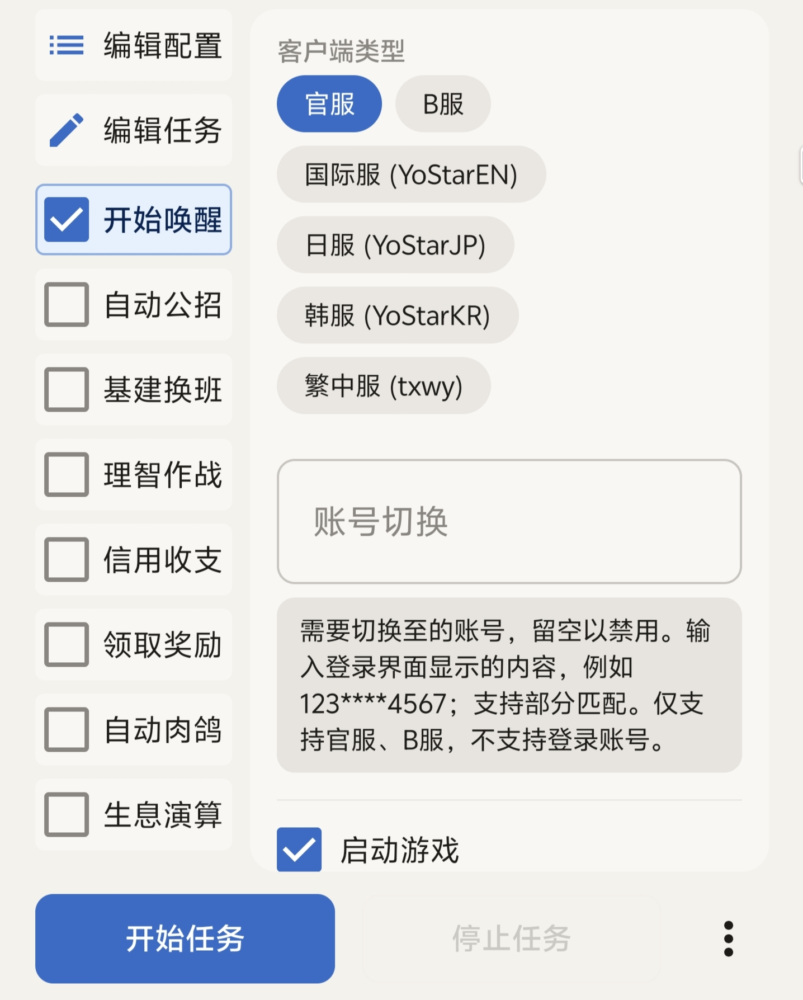 编辑配置
编辑任务
开始唤醒
自动公招
基建换班
理智作战
信用收支
领取奖励
自动肉鸽
生息演算
客户端类型
官服
B服
国际服 (YoStarEN)
日服 (YoStarJP)
韩服 (YoStarKR)
繁中服 (txwy)
账号切换
需要切换至的账号，留空以禁用。输
入登录界面显示的内容，例如
123****4567；支持部分匹配。仅支
持官服、B服，不支持登录账号。
启动游戏
开始任务
停止任务